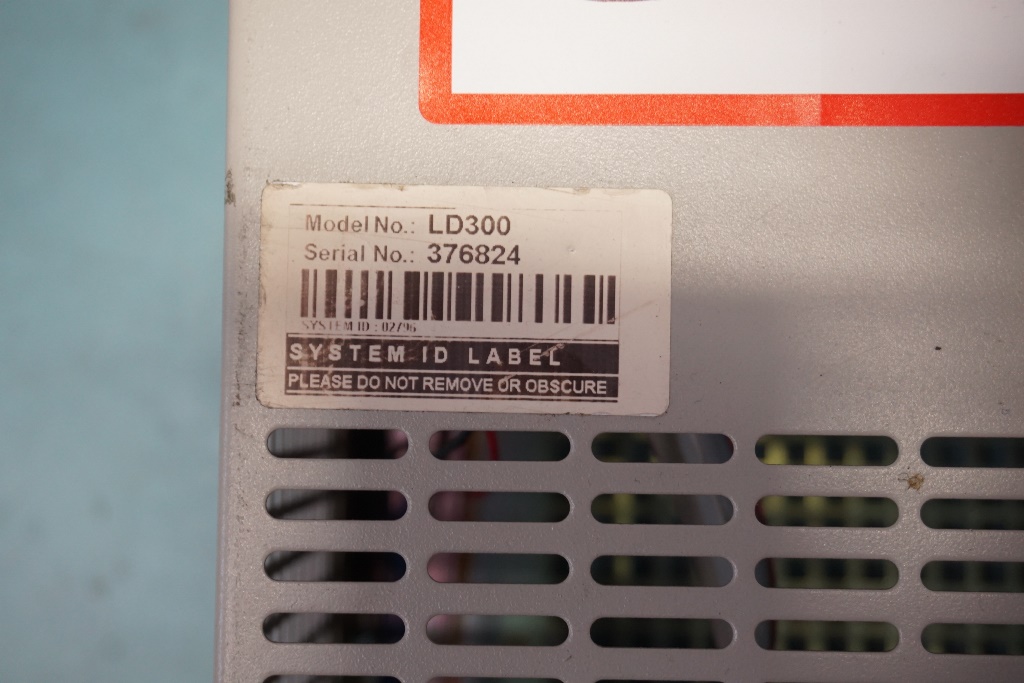 Model No.: LD300
Serial No.: 376824
SYSTEM ID : 02796
SYSTEM ID LABEL
PLEASE DO NOT REMOVE OR OBSCURE